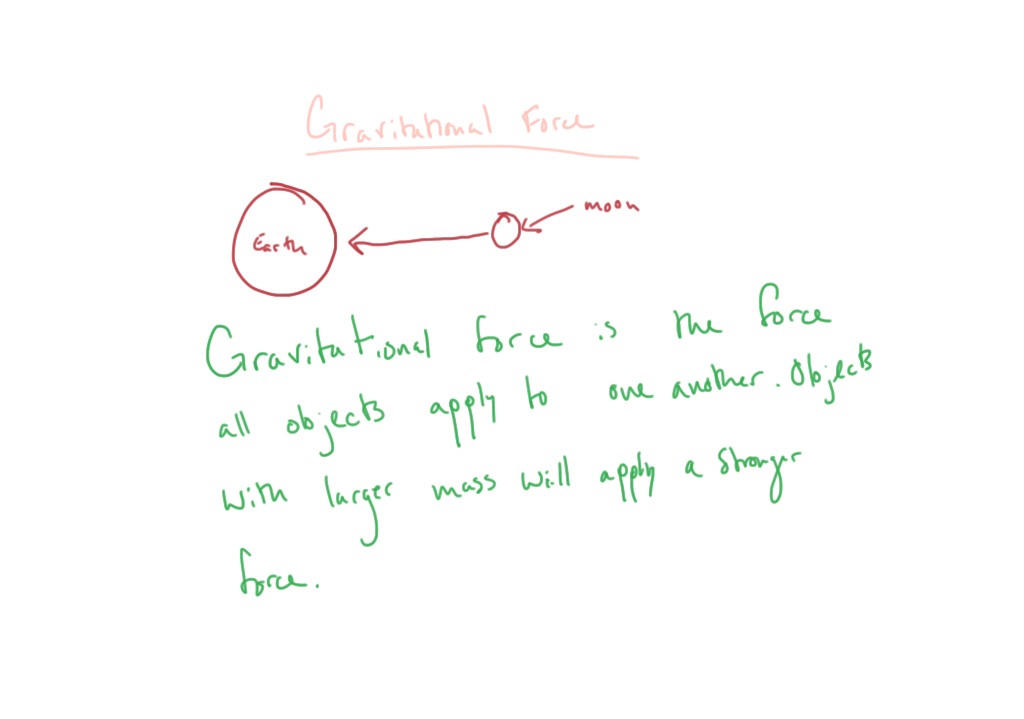 Gravitational Force
Earth
moon
Gravitational force is the force
all objects apply to one another. Objects
with larger mass will apply a stronger
force.